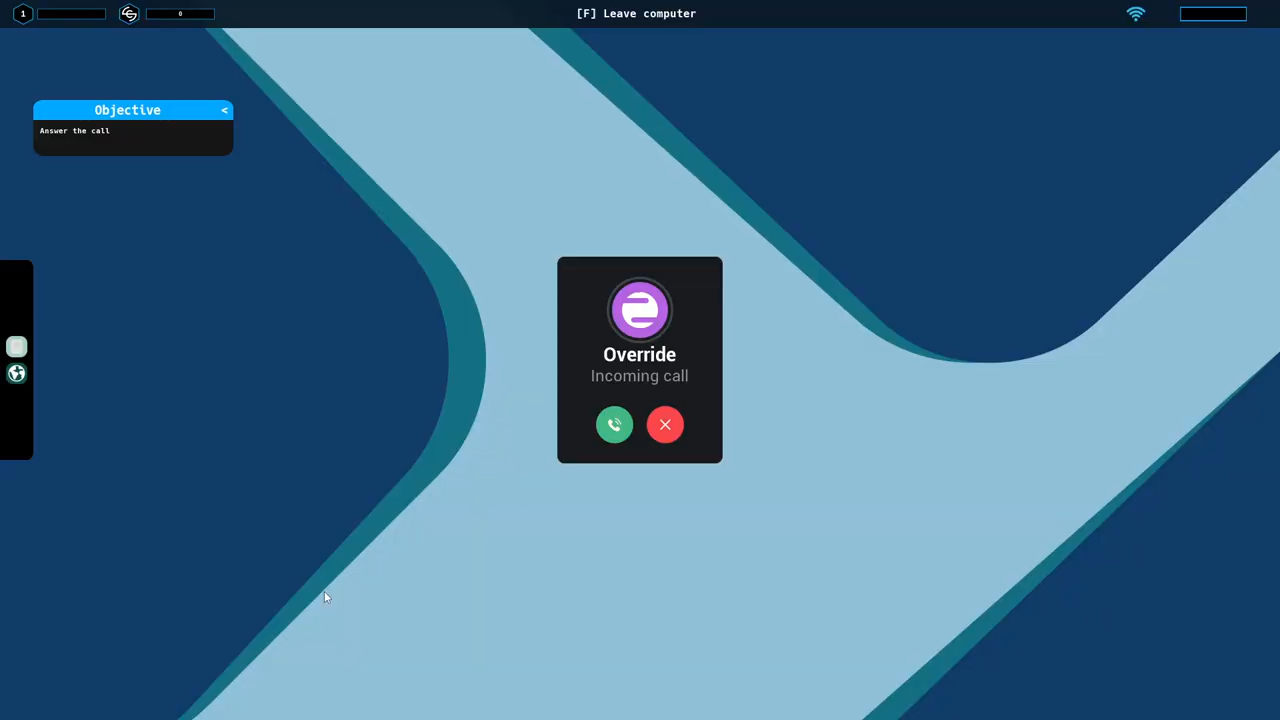 1
0
[F] Leave computer
Objective <
Answer the call
Override
Incoming call